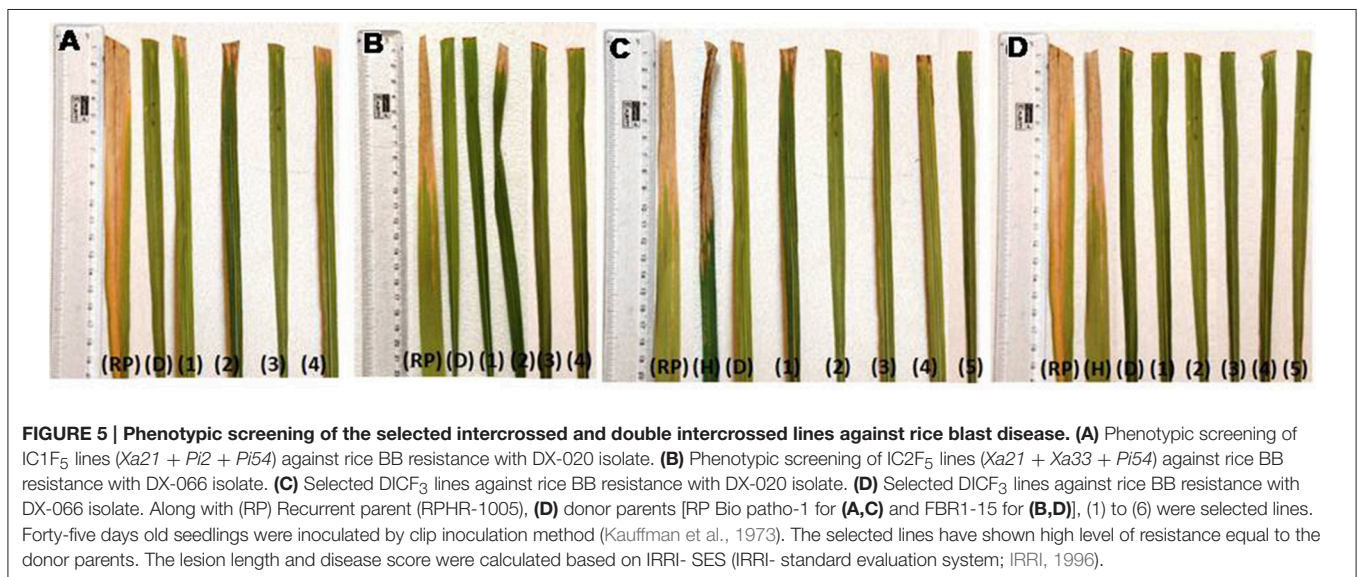 A
B
C
D
(RP) (D) (1) (2) (3) (4)
(RP) (D) (1) (2) (3) (4)
(RP) (H) (D) (1) (2) (3) (4) (5)
(RP) (H) (D) (1) (2) (3) (4) (5)
FIGURE 5 | Phenotypic screening of the selected intercrossed and double intercrossed lines against rice blast disease. (A) Phenotypic screening of
IC1F5 lines (Xa21 + Pi2 + Pi54) against rice BB resistance with DX-020 isolate. (B) Phenotypic screening of IC2F5 lines (Xa21 + Xa33 + Pi54) against rice BB
resistance with DX-066 isolate. (C) Selected DICF3 lines against rice BB resistance with DX-020 isolate. (D) Selected DICF3 lines against rice BB resistance with
DX-066 isolate. Along with (RP) Recurrent parent (RPHR-1005), (D) donor parents [RP Bio patho-1 for (A,C) and FBR1-15 for (B,D)], (1) to (6) were selected lines.
Forty-five days old seedlings were inoculated by clip inoculation method (Kauffman et al., 1973). The selected lines have shown high level of resistance equal to the
donor parents. The lesion length and disease score were calculated based on IRRI- SES (IRRI- standard evaluation system; IRRI, 1996).